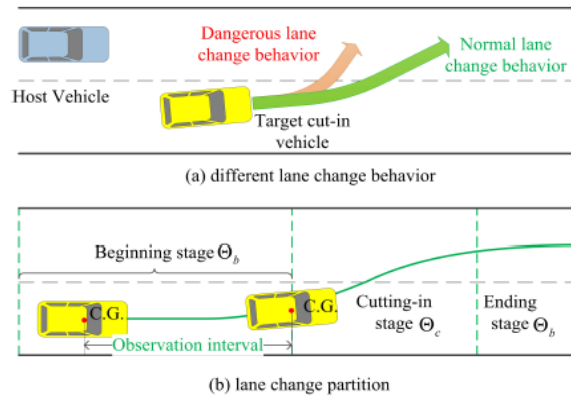 Dangerous lane
change behavior
Normal lane
change behavior
Host Vehicle
Target cut-in
vehicle
(a) different lane change behavior
Beginning stage Θb
C.G.
C.G.
Cutting-in
stage Θc
Ending
stage Θb
Observation interval
(b) lane change partition